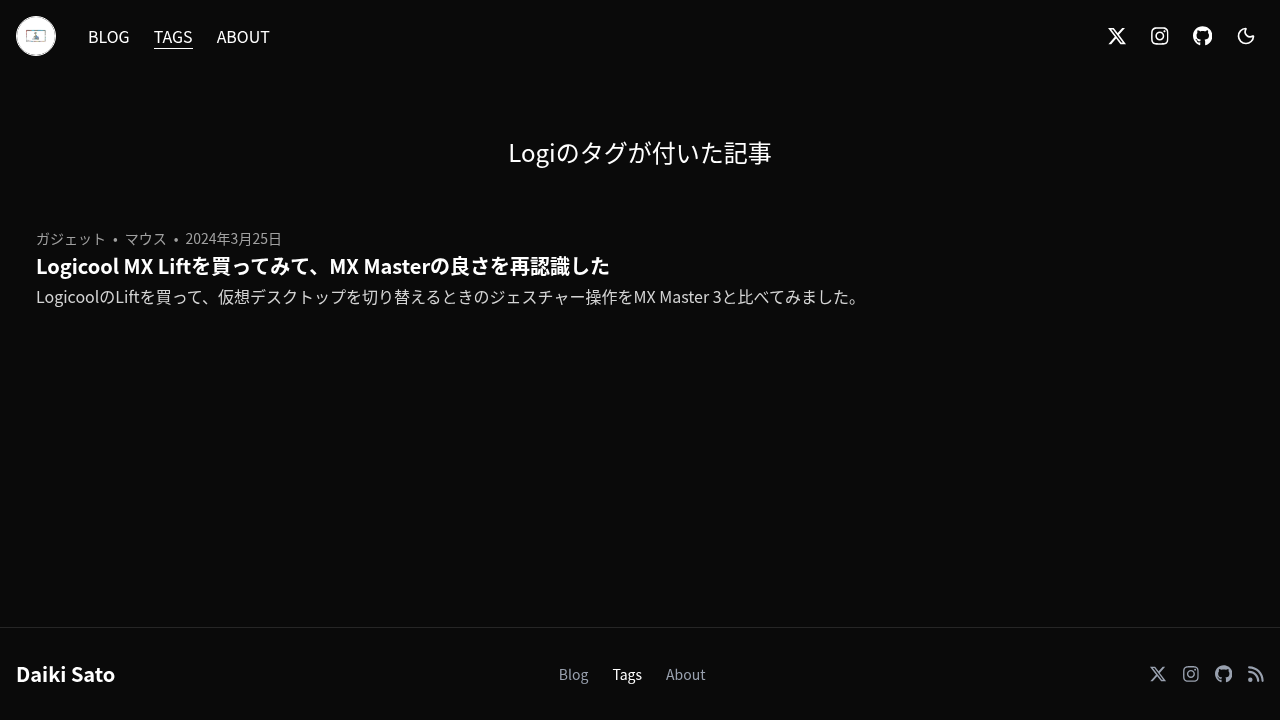 BLOG TAGS ABOUT
Logiのタグが付いた記事
ガジェット • マウス • 2024年3月25日
Logicool MX Liftを買ってみて、MX Masterの良さを再認識した
LogicoolのLiftを買って、仮想デスクトップを切り替えるときのジェスチャー操作をMX Master 3と比べてみました。
Daiki Sato
Blog Tags About